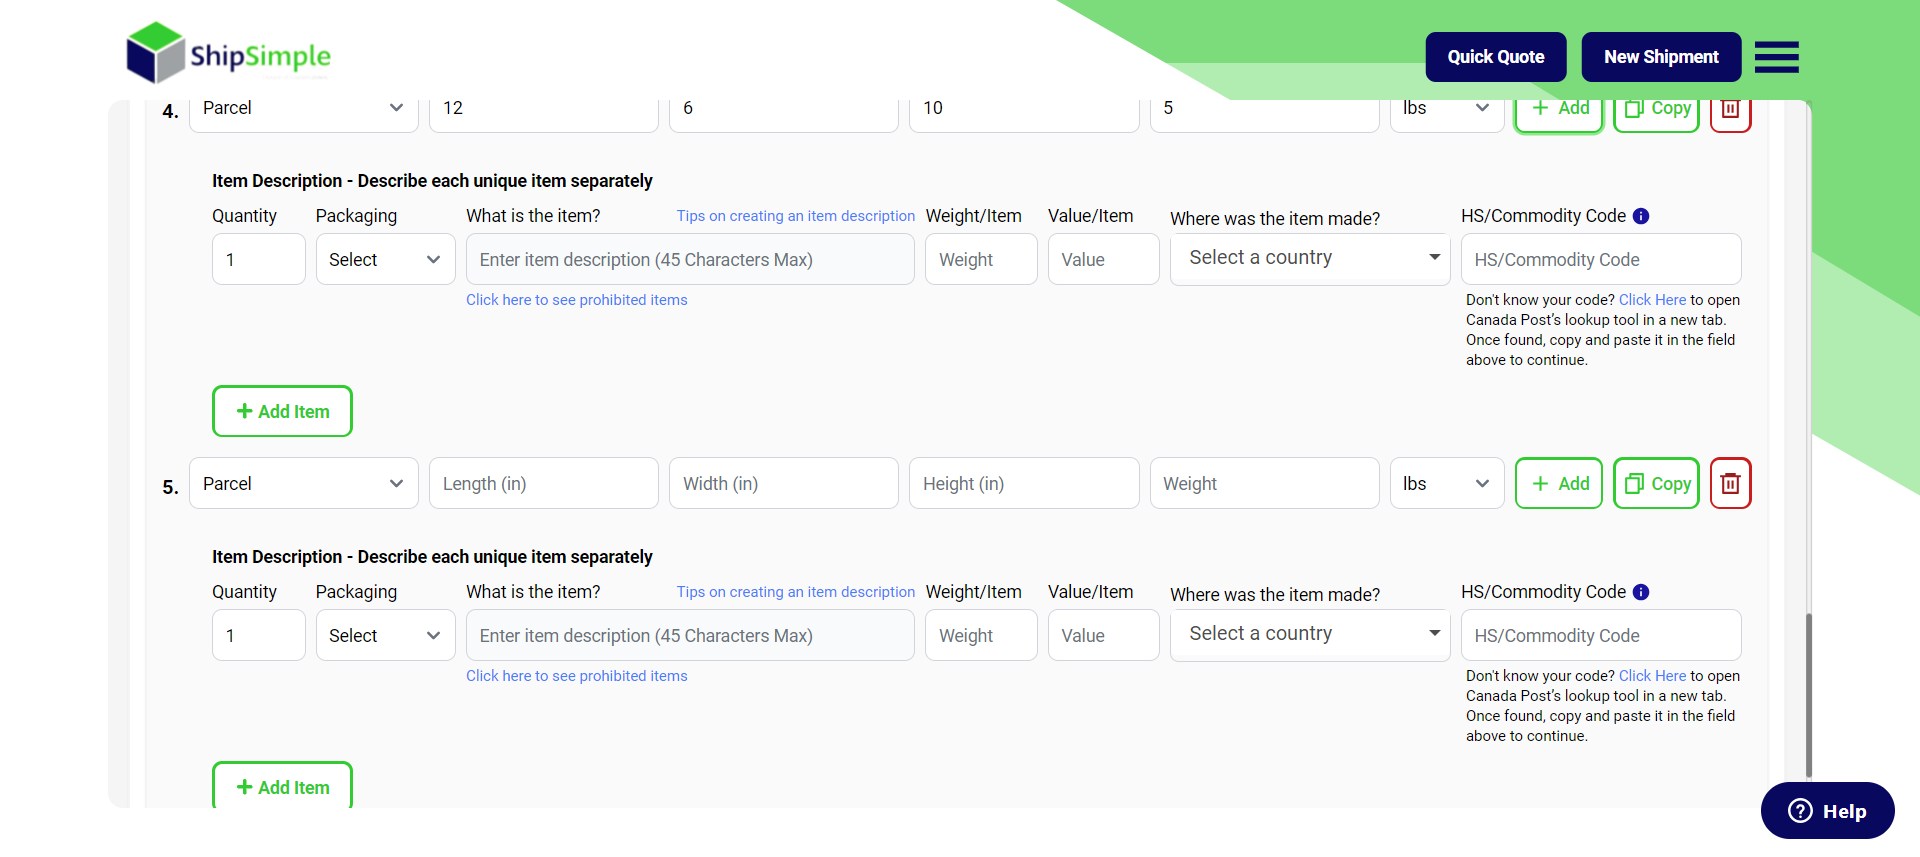 ShipSimple
Quick Quote
New Shipment
4. Parcel 12 6 10 5 lbs + Add Copy
Item Description - Describe each unique item separately
Quantity Packaging What is the item? Tips on creating an item description Weight/Item Value/Item Where was the item made? HS/Commodity Code i
1 Select Enter item description (45 Characters Max) Weight Value Select a country HS/Commodity Code
Click here to see prohibited items
Don't know your code? Click Here to open
Canada Post's lookup tool in a new tab.
Once found, copy and paste it in the field
above to continue.
+ Add Item
5. Parcel Length (in) Width (in) Height (in) Weight lbs + Add Copy
Item Description - Describe each unique item separately
Quantity Packaging What is the item? Tips on creating an item description Weight/Item Value/Item Where was the item made? HS/Commodity Code i
1 Select Enter item description (45 Characters Max) Weight Value Select a country HS/Commodity Code
Click here to see prohibited items
Don't know your code? Click Here to open
Canada Post's lookup tool in a new tab.
Once found, copy and paste it in the field
above to continue.
+ Add Item
? Help